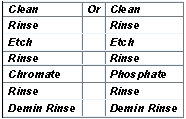 Clean Or Clean
Rinse Rinse
Etch Etch
Rinse Rinse
Chromate Phosphate
Rinse Rinse
Demin Rinse Demin Rinse